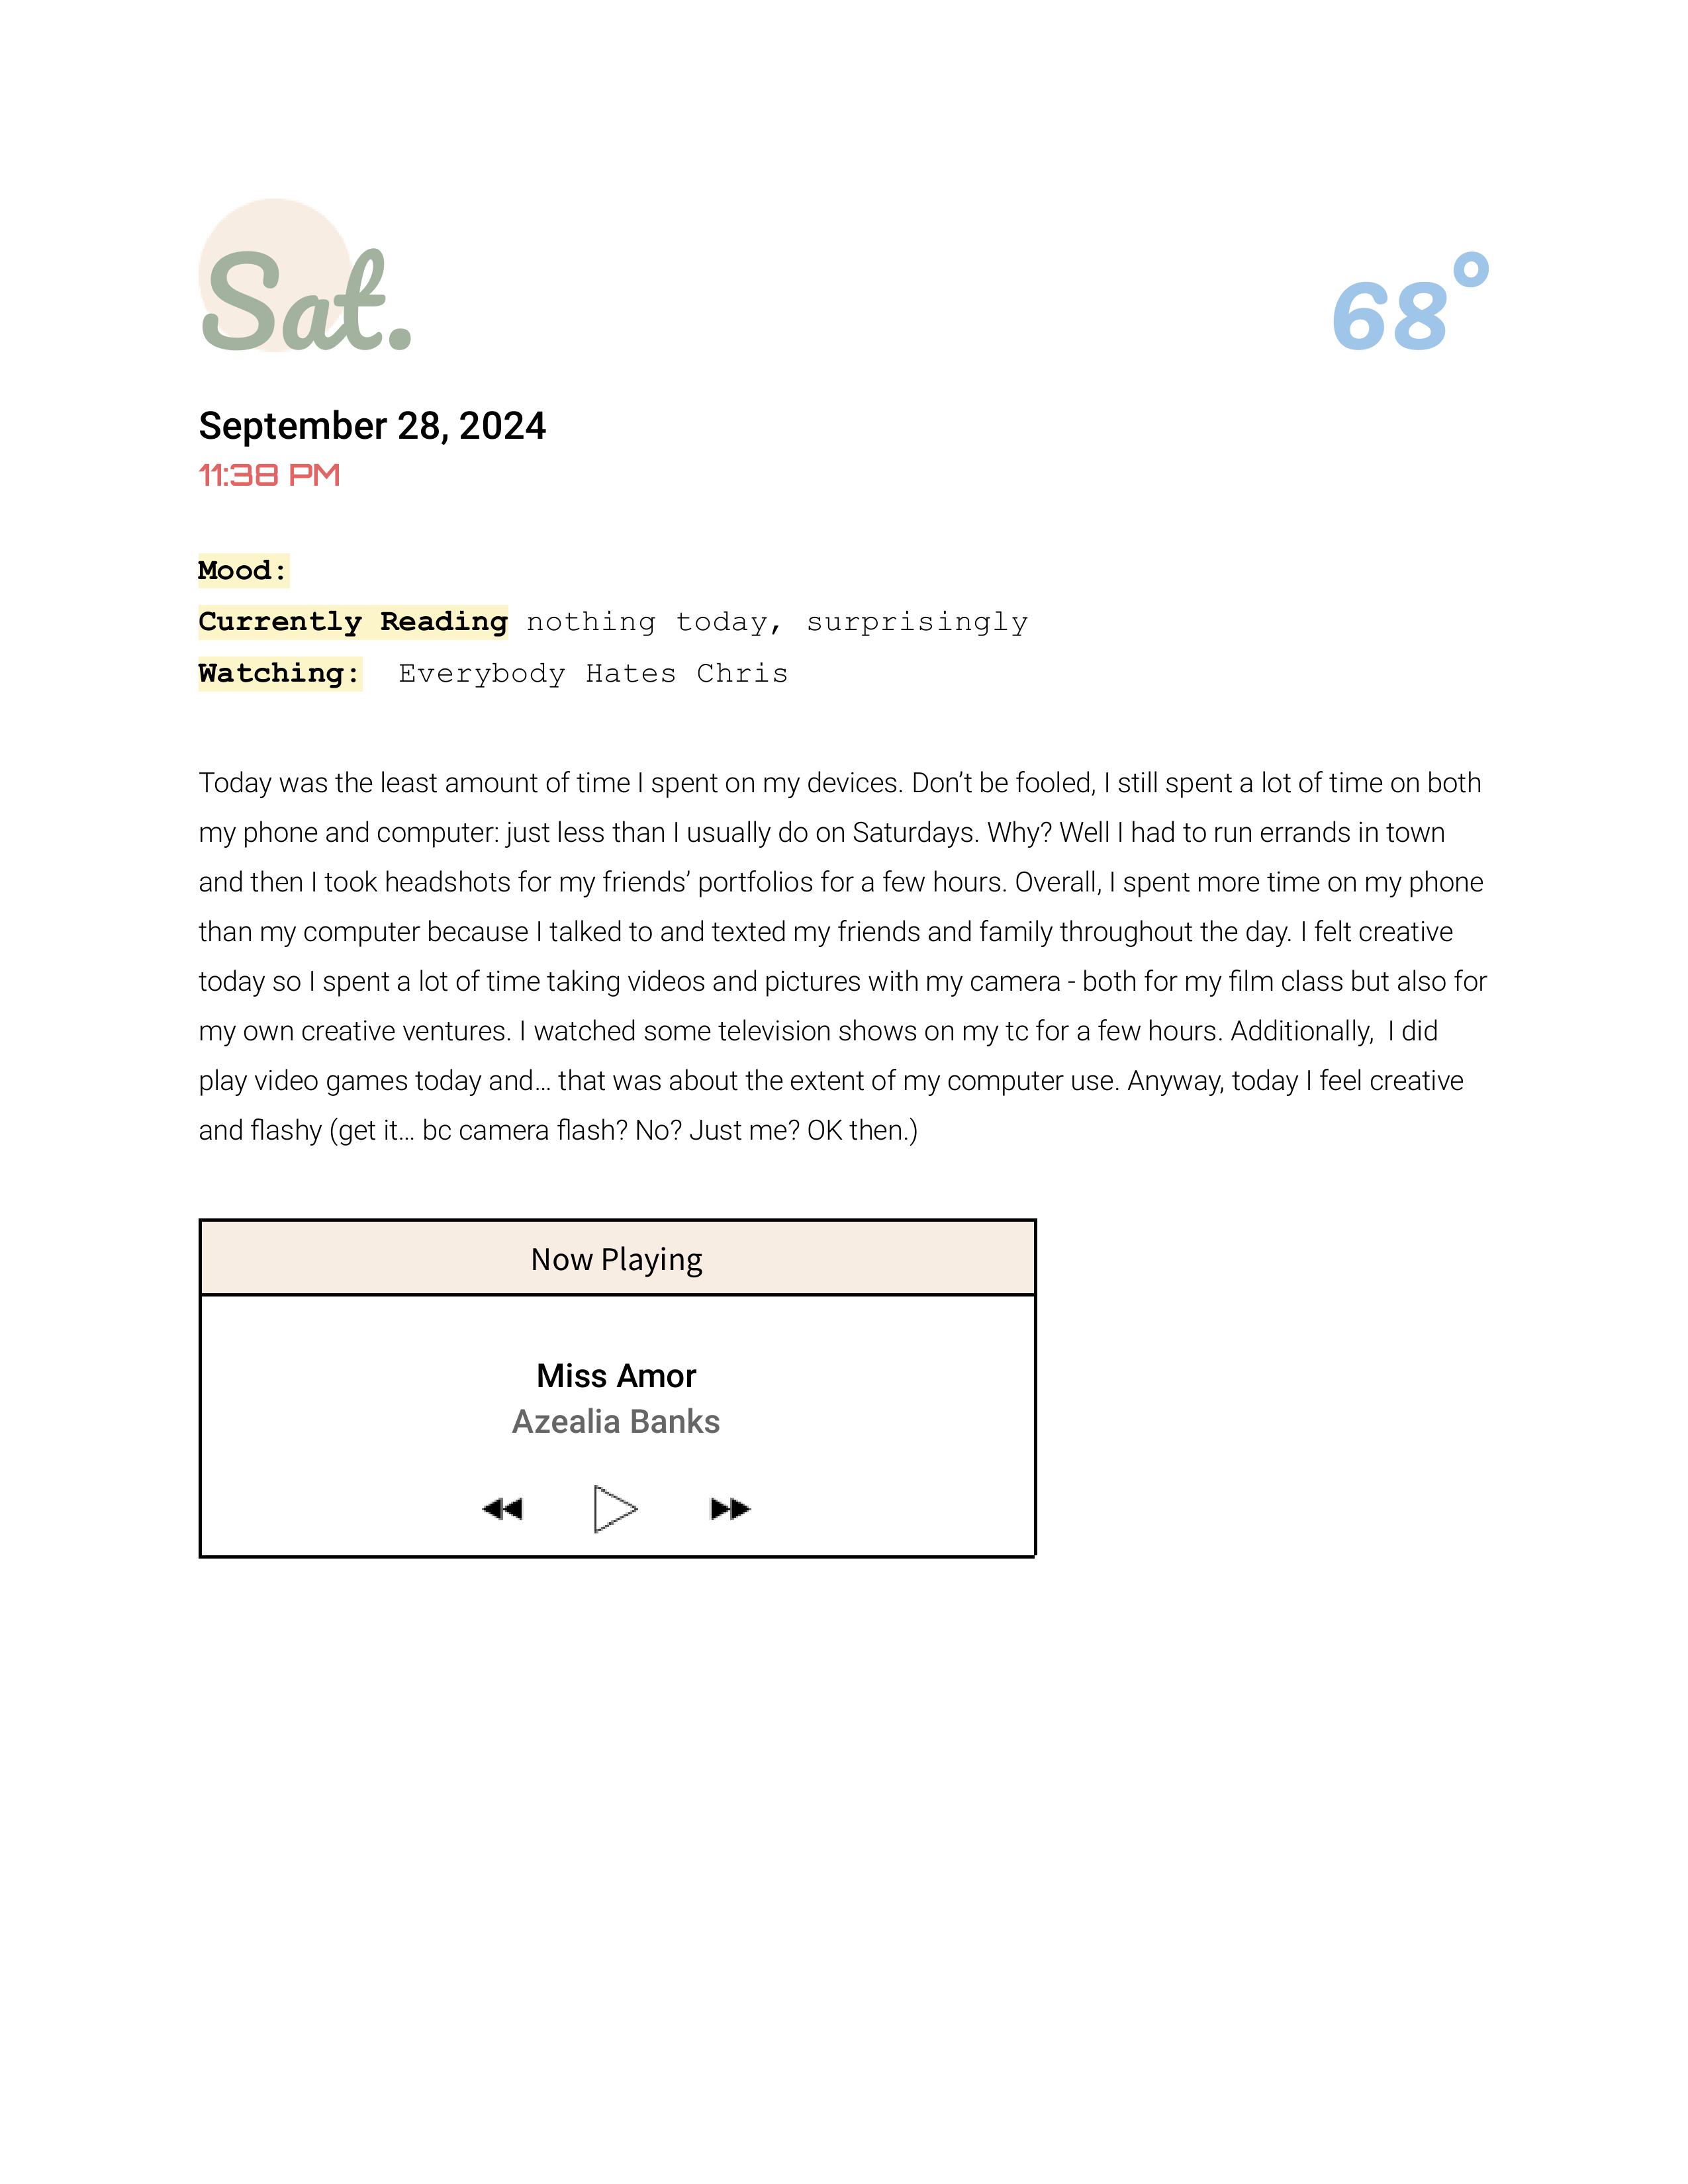 Sat.
68°
September 28, 2024
11:38 PM
Mood:
Currently Reading nothing today, surprisingly
Watching:  Everybody Hates Chris
Today was the least amount of time I spent on my devices. Don’t be fooled, I still spent a lot of time on both
my phone and computer: just less than I usually do on Saturdays. Why? Well I had to run errands in town
and then I took headshots for my friends’ portfolios for a few hours. Overall, I spent more time on my phone
than my computer because I talked to and texted my friends and family throughout the day. I felt creative
today so I spent a lot of time taking videos and pictures with my camera - both for my film class but also for
my own creative ventures. I watched some television shows on my tc for a few hours. Additionally,  I did
play video games today and… that was about the extent of my computer use. Anyway, today I feel creative
and flashy (get it… bc camera flash? No? Just me? OK then.)
Now Playing
Miss Amor
Azealia Banks